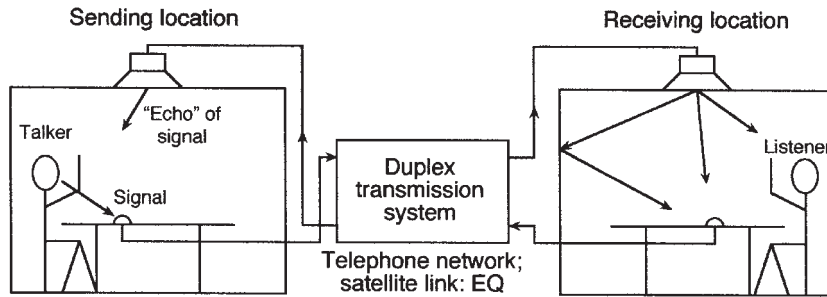 Sending location
Receiving location
“Echo” of
signal
Talker
Signal
Duplex
transmission
system
Listener
Telephone network;
satellite link: EQ